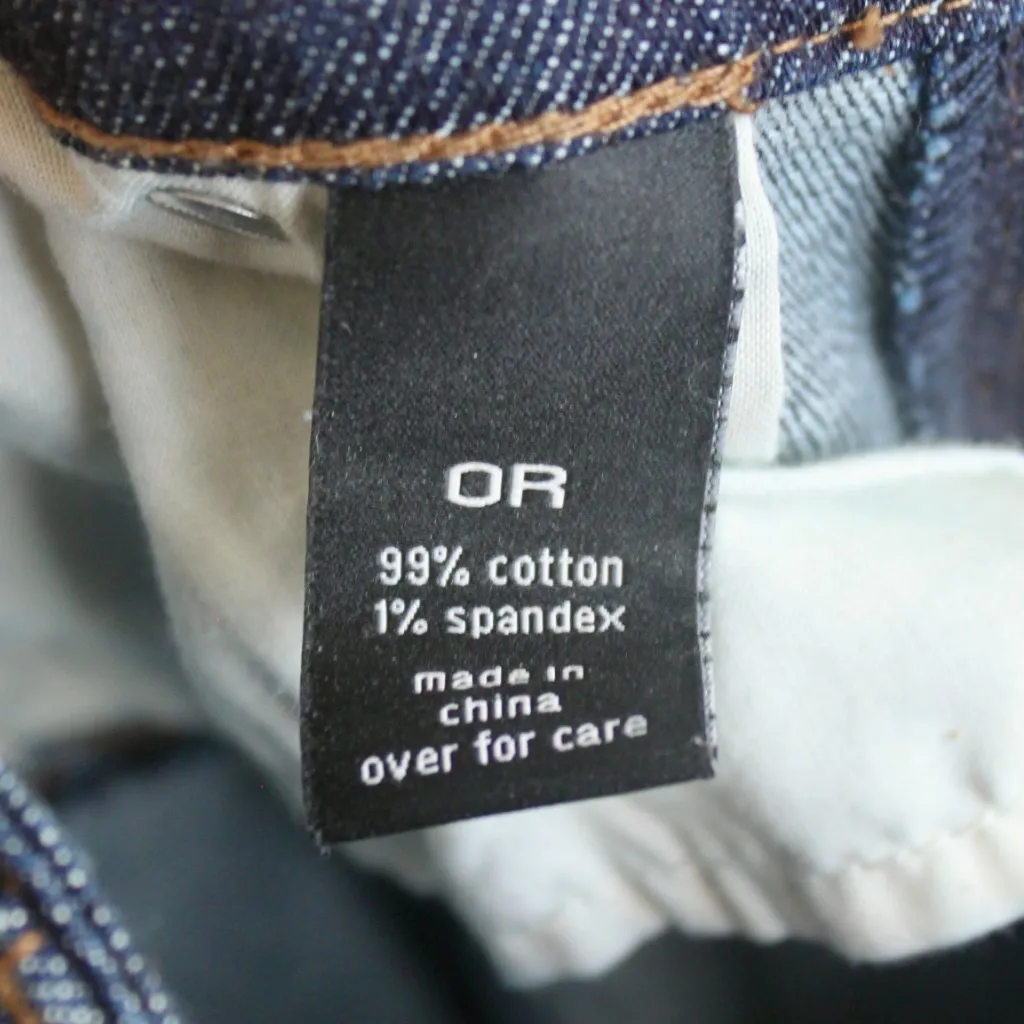 OR
99% cotton
1% spandex
made in
china
over for care